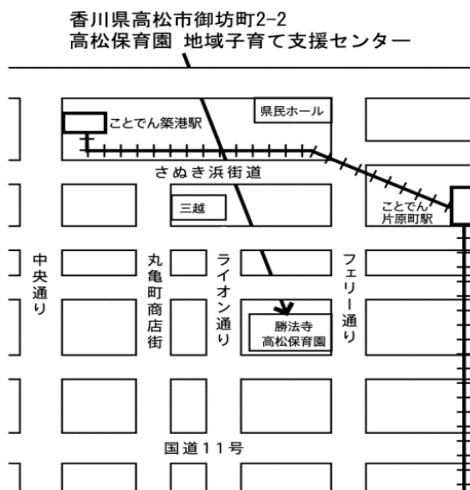 香川県高松市御坊町2-2
高松保育園 地域子育て支援センター
県民ホール
ことでん築港駅
さぬき浜街道
三越
ことでん
片原町駅
中央通り
丸亀町商店街
ライオン通り
フェリー通り
勝法寺
高松保育園
国道11号